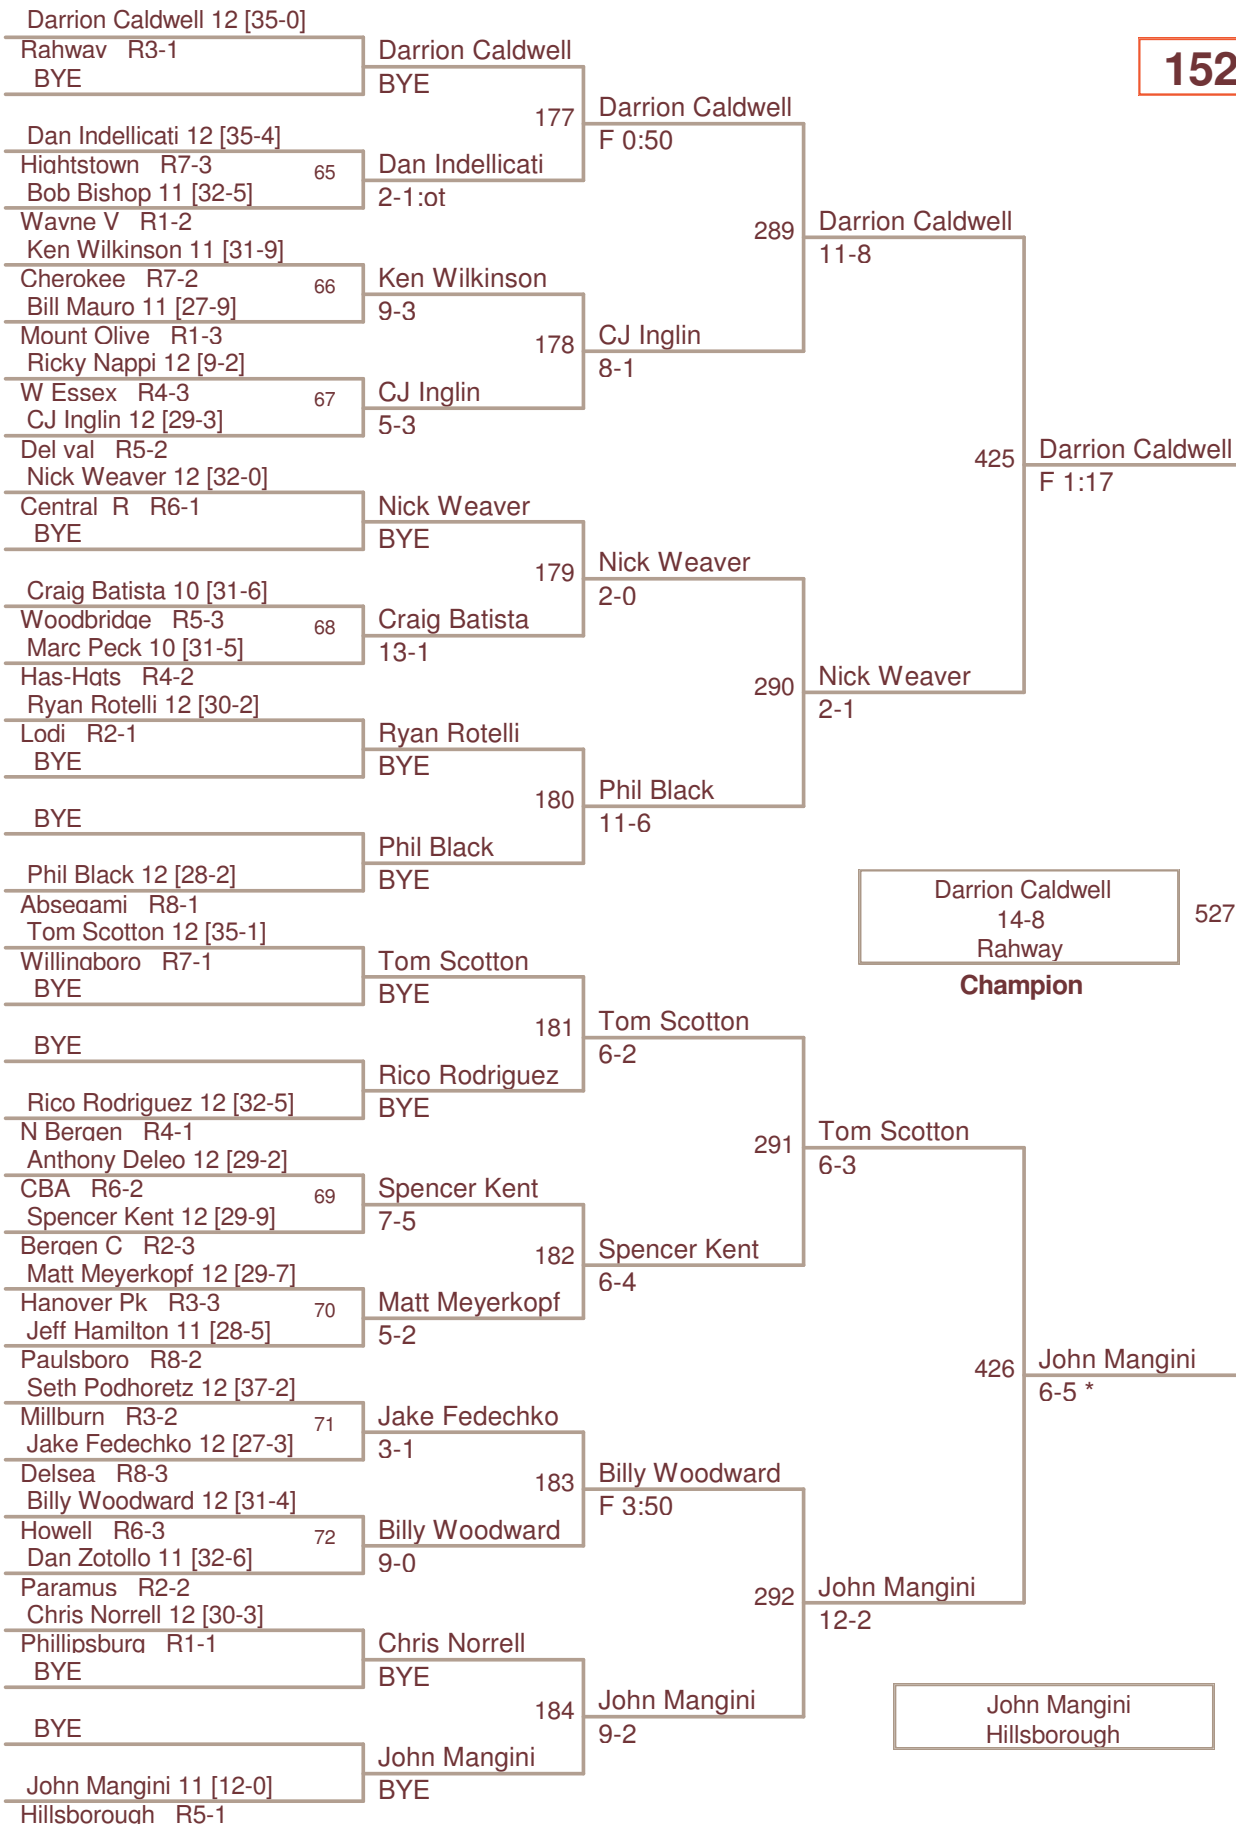 Darrion Caldwell 12 [35-0]
Rahway R3-1
BYE
Dan Indellicati 12 [35-4]
Hightstown R7-3
65
Bob Bishop 11 [32-5]
Wayne V R1-2
Ken Wilkinson 11 [31-9]
Cherokee R7-2
66
Bill Mauro 11 [27-9]
Mount Olive R1-3
Ricky Nappi 12 [9-2]
W Essex R4-3
67
CJ Inglin 12 [29-3]
Del val R5-2
Nick Weaver 12 [32-0]
Central R R6-1
BYE
Craig Batista 10 [31-6]
Woodbridge R5-3
68
Marc Peck 10 [31-5]
Has-Hgts R4-2
Ryan Rotelli 12 [30-2]
Lodi R2-1
BYE
BYE
Phil Black 12 [28-2]
Absegami R8-1
Tom Scotton 12 [35-1]
Willingboro R7-1
BYE
BYE
Rico Rodriguez 12 [32-5]
N Bergen R4-1
Anthony Deleo 12 [29-2]
CBA R6-2
69
Spencer Kent 12 [29-9]
Bergen C R2-3
Matt Meyerkopf 12 [29-7]
Hanover Pk R3-3
70
Jeff Hamilton 11 [28-5]
Paulsboro R8-2
Seth Podhoretz 12 [37-2]
Millburn R3-2
71
Jake Fedechko 12 [27-3]
Delsea R8-3
Billy Woodward 12 [31-4]
Howell R6-3
72
Dan Zotollo 11 [32-6]
Paramus R2-2
Chris Norrell 12 [30-3]
Phillipsburg R1-1
BYE
BYE
John Mangini 11 [12-0]
Hillsborough R5-1
Darrion Caldwell
BYE
177
Dan Indellicati
2-1:ot
Ken Wilkinson
9-3
178
CJ Inglin
5-3
Nick Weaver
BYE
179
Craig Batista
13-1
Ryan Rotelli
BYE
180
Phil Black
BYE
Tom Scotton
BYE
181
Rico Rodriguez
BYE
Spencer Kent
7-5
182
Matt Meyerkopf
5-2
Jake Fedechko
3-1
183
Billy Woodward
9-0
Chris Norrell
BYE
184
John Mangini
BYE
Darrion Caldwell
F 0:50
289
CJ Inglin
8-1
Nick Weaver
2-0
290
Phil Black
11-6
Tom Scotton
6-2
291
Spencer Kent
6-4
Billy Woodward
F 3:50
292
John Mangini
9-2
Darrion Caldwell
11-8
425
Nick Weaver
2-1
Tom Scotton
6-3
426
John Mangini
12-2
152
Darrion Caldwell
F 1:17
Darrion Caldwell
14-8
Rahway
527
Champion
John Mangini
6-5 *
John Mangini
Hillsborough